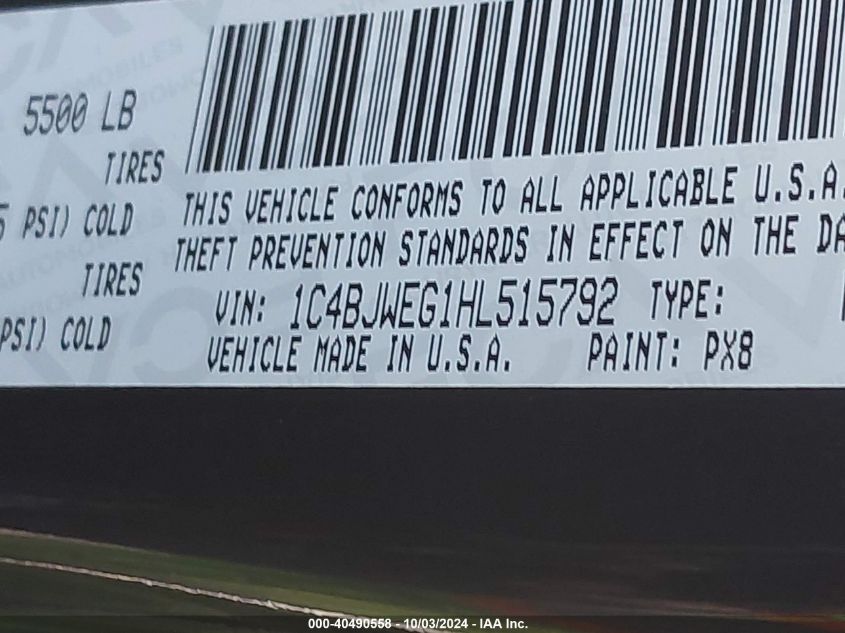 5500 LB
TIRES
PSI) COLD
TIRES
PSI) COLD
THIS VEHICLE CONFORMS TO ALL APPLICABLE U.S.A.
THEFT PREVENTION STANDARDS IN EFFECT ON THE DA
VIN: 1C4BJWEG1HL515792 TYPE:
VEHICLE MADE IN U.S.A. PAINT: PX8
000-40490558 - 10/03/2024 - IAA Inc.